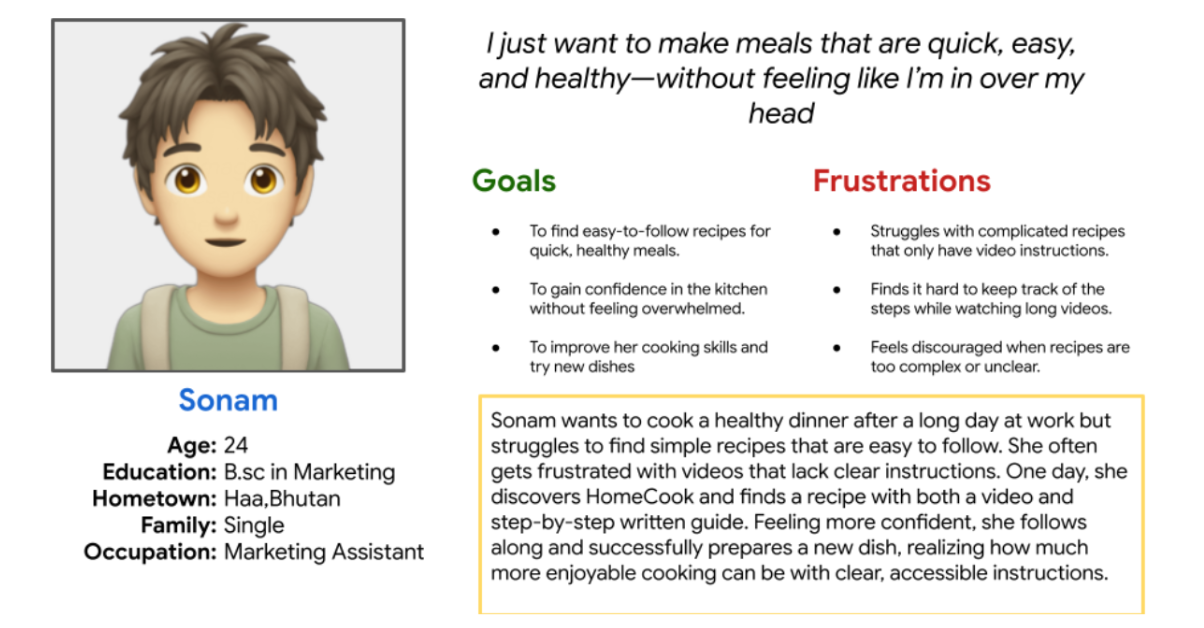 I just want to make meals that are quick, easy,
and healthy—without feeling like I'm in over my
head
Sonam
Age: 24
Education: B.sc in Marketing
Hometown: Haa,Bhutan
Family: Single
Occupation: Marketing Assistant
Goals
● To find easy-to-follow recipes for
quick, healthy meals.
● To gain confidence in the kitchen
without feeling overwhelmed.
● To improve her cooking skills and
try new dishes
Frustrations
● Struggles with complicated recipes
that only have video instructions.
● Finds it hard to keep track of the
steps while watching long videos.
● Feels discouraged when recipes are
too complex or unclear.
Sonam wants to cook a healthy dinner after a long day at work but
struggles to find simple recipes that are easy to follow. She often
gets frustrated with videos that lack clear instructions. One day, she
discovers HomeCook and finds a recipe with both a video and
step-by-step written guide. Feeling more confident, she follows
along and successfully prepares a new dish, realizing how much
more enjoyable cooking can be with clear, accessible instructions.